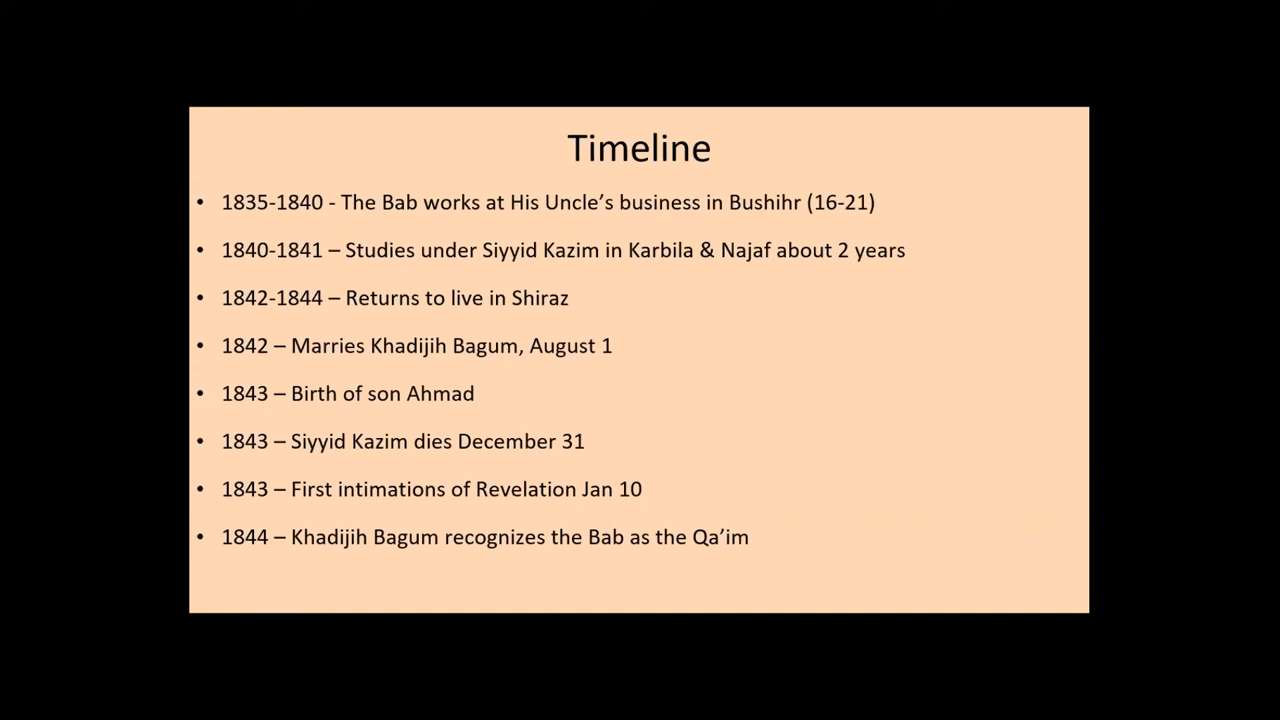 Timeline
• 1835-1840 - The Bab works at His Uncle’s business in Bushihr (16-21)
• 1840-1841 – Studies under Siyyid Kazim in Karbila & Najaf about 2 years
• 1842-1844 – Returns to live in Shiraz
• 1842 – Marries Khadijih Bagum, August 1
• 1843 – Birth of son Ahmad
• 1843 – Siyyid Kazim dies December 31
• 1843 – First intimations of Revelation Jan 10
• 1844 – Khadijih Bagum recognizes the Bab as the Qa’im